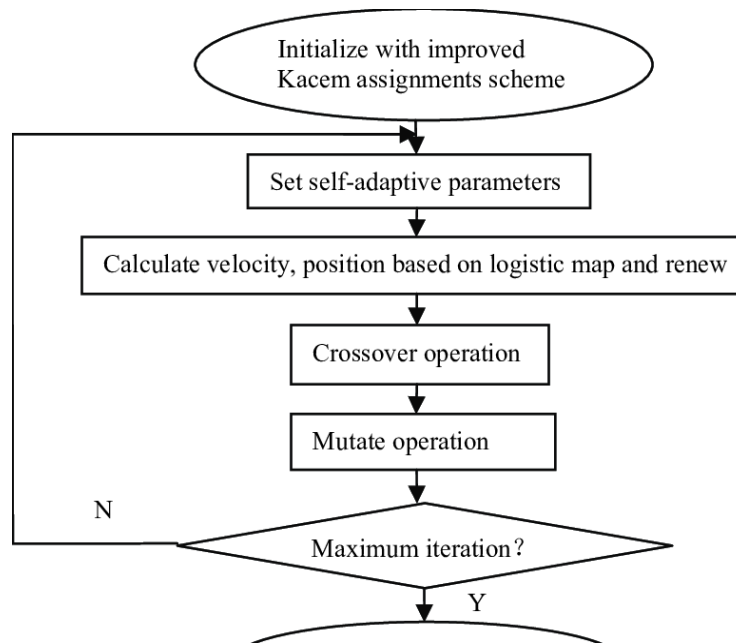 Initialize with improved
Kacem assignments scheme
Set self-adaptive parameters
Calculate velocity, position based on logistic map and renew
Crossover operation
Mutate operation
N
Maximum iteration?
Y